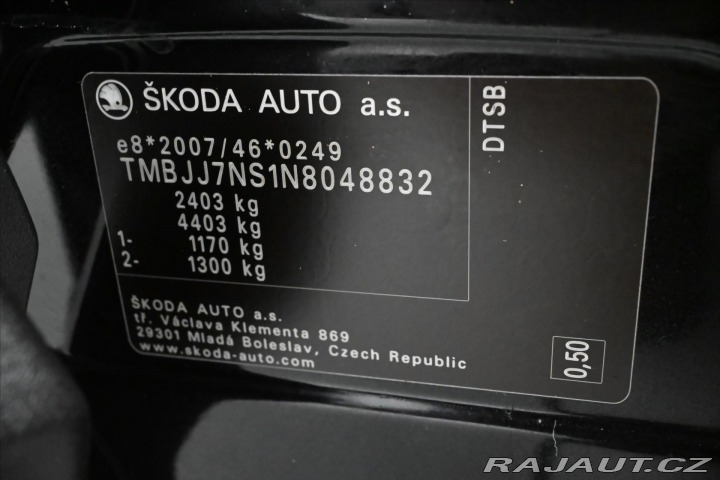 ŠKODA AUTO a.s.
e8*2007/46*0249
TMBJJ7NS1N8048832
2403 kg
4403 kg
1- 1170 kg
2- 1300 kg
DTSB
ŠKODA AUTO a.s.
tř. Václava Klementa 869
29301 Mladá Boleslav, Czech Republic
www.skoda-auto.com
0,50
RAJAUT.CZ